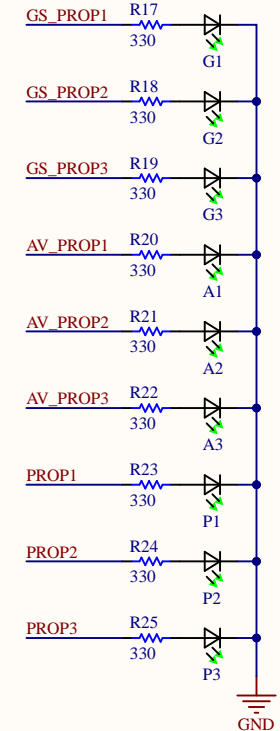 GS_PROP1 R17
330 G1
GS_PROP2 R18
330 G2
GS_PROP3 R19
330 G3
AV_PROP1 R20
330 A1
AV_PROP2 R21
330 A2
AV_PROP3 R22
330 A3
PROP1 R23
330 P1
PROP2 R24
330 P2
PROP3 R25
330 P3
GND